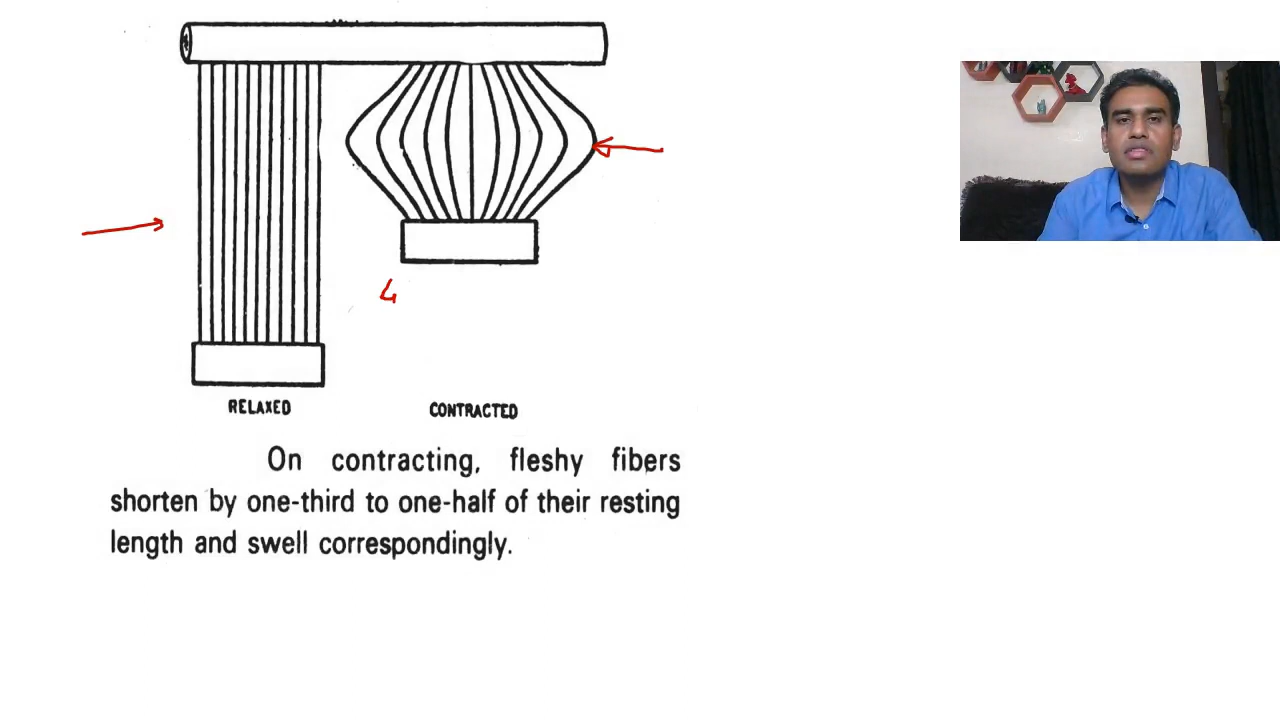 4
RELAXED
CONTRACTED
On contracting, fleshy fibers
shorten by one-third to one-half of their resting
length and swell correspondingly.